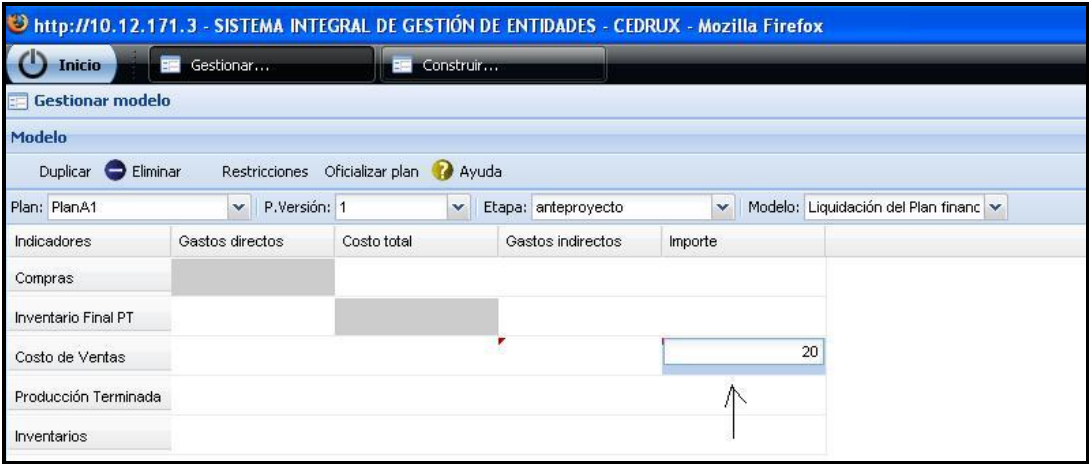 http://10.12.171.3 - SISTEMA INTEGRAL DE GESTIÓN DE ENTIDADES - CEDRUX - Mozilla Firefox
Inicio Gestionar... Construir...
Gestionar modelo
Modelo
Duplicar Eliminar Restricciones Oficializar plan Ayuda
Plan: PlanA1 P.Versión: 1 Etapa: anteproyecto Modelo: Liquidación del Plan financ
Indicadores Gastos directos Costo total Gastos indirectos Importe
Compras
Inventario Final PT
Costo de Ventas 20
Producción Terminada
Inventarios